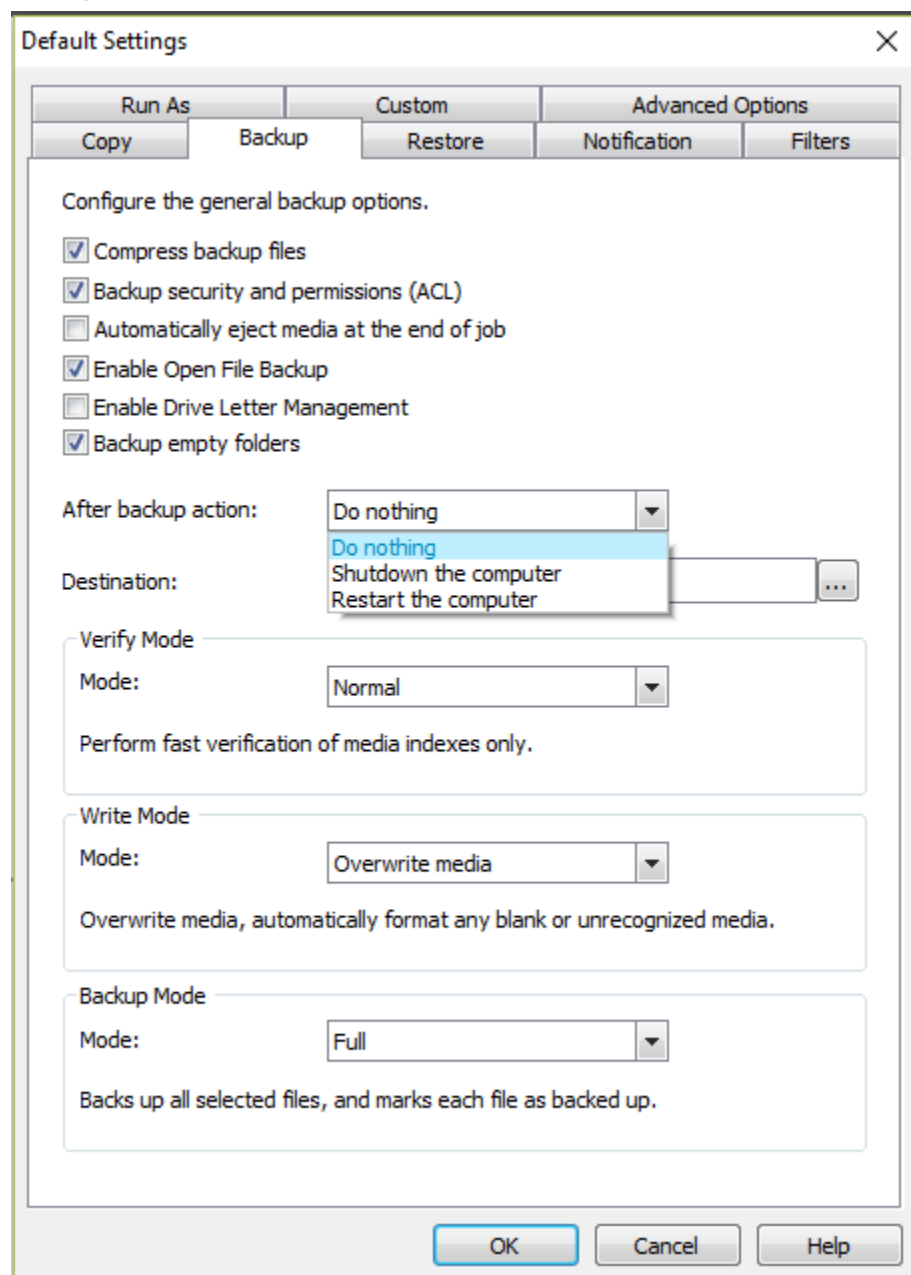 Default Settings
Run As Custom Advanced Options
Copy Backup Restore Notification Filters
Configure the general backup options.
Compress backup files
Backup security and permissions (ACL)
Automatically eject media at the end of job
Enable Open File Backup
Enable Drive Letter Management
Backup empty folders
After backup action: Do nothing
Do nothing
Shutdown the computer
Destination: ...
Restart the computer
Verify Mode
Mode: Normal
Perform fast verification of media indexes only.
Write Mode
Mode: Overwrite media
Overwrite media, automatically format any blank or unrecognized media.
Backup Mode
Mode: Full
Backs up all selected files, and marks each file as backed up.
OK Cancel Help